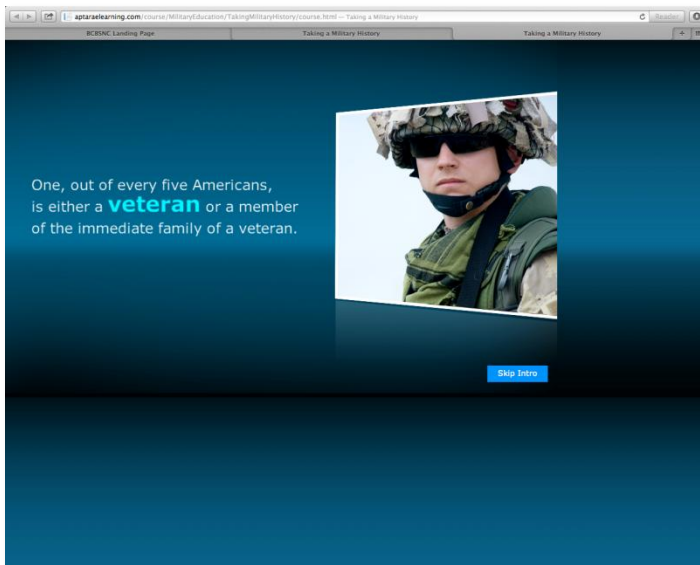 aptaraelearning.com/course/MilitaryEducation/TakingMilitaryHistory/course.html — Taking a Military History
Reader
BCBSNC Landing Page
Taking a Military History
Taking a Military History
One, out of every five Americans,
is either a veteran or a member
of the immediate family of a veteran.
Skip Intro